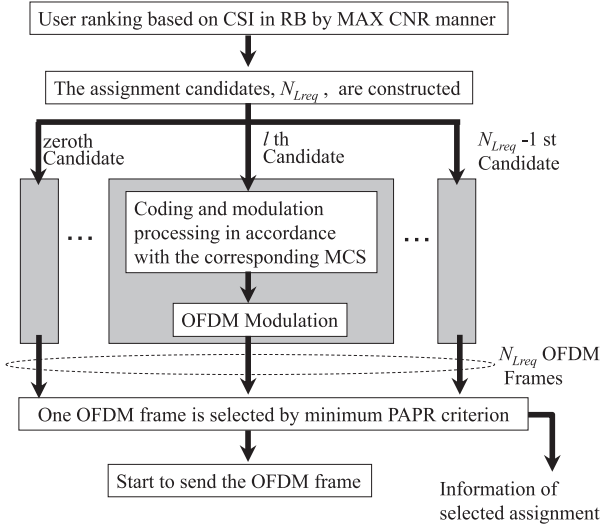 User ranking based on CSI in RB by MAX CNR manner
The assignment candidates, N_Lreq , are constructed
zeroth
Candidate
l th
Candidate
N_Lreq -1 st
Candidate
Coding and modulation
processing in accordance
with the corresponding MCS
...
...
OFDM Modulation
N_Lreq OFDM
Frames
One OFDM frame is selected by minimum PAPR criterion
Start to send the OFDM frame
Information of
selected assignment